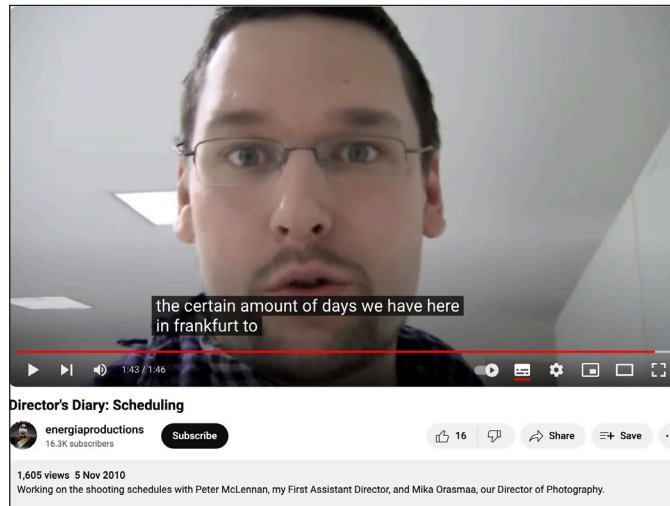 the certain amount of days we have here
in frankfurt to
1:43 / 1:46
Director's Diary: Scheduling
energiaproductions
16.3K subscribers
Subscribe
16
Share
Save
1,605 views 5 Nov 2010
Working on the shooting schedules with Peter McLennan, my First Assistant Director, and Mika Orasmaa, our Director of Photography.